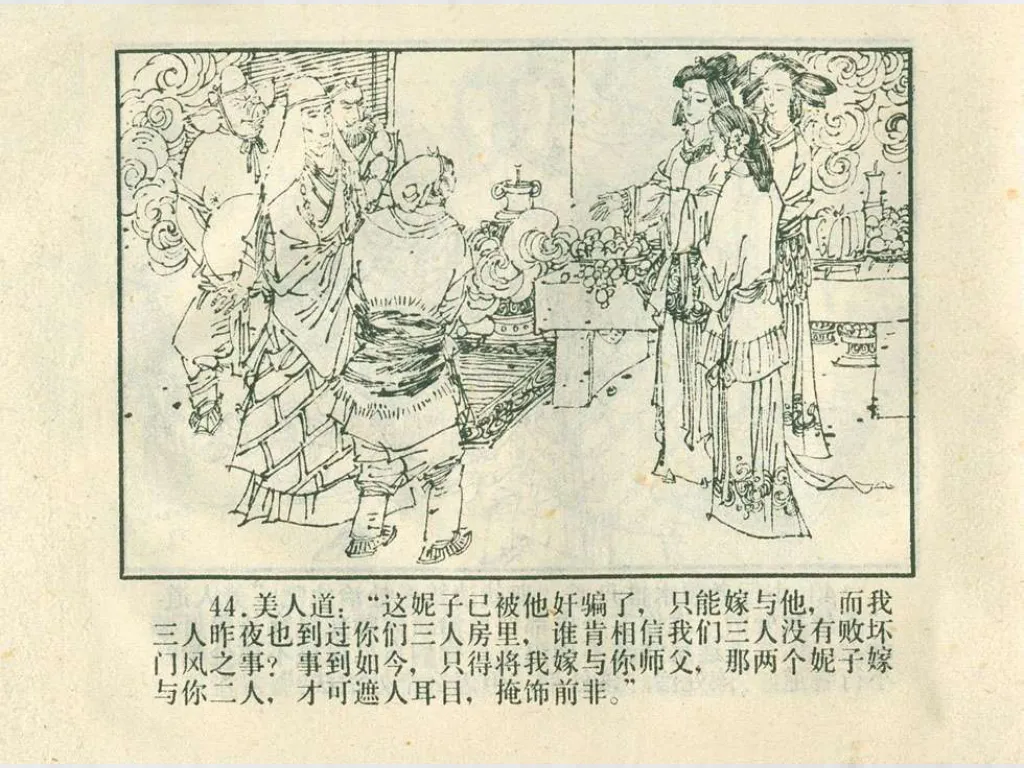 44.美人道：“这妮子已被他奸骗了，只能嫁与他，而我
三人昨夜也到过你们三人房里，谁肯相信我们三人没有败坏
门风之事？事到如今，只得将我嫁与你师父，那两个妮子嫁
与你二人，才可遮人耳目，掩饰前非。”